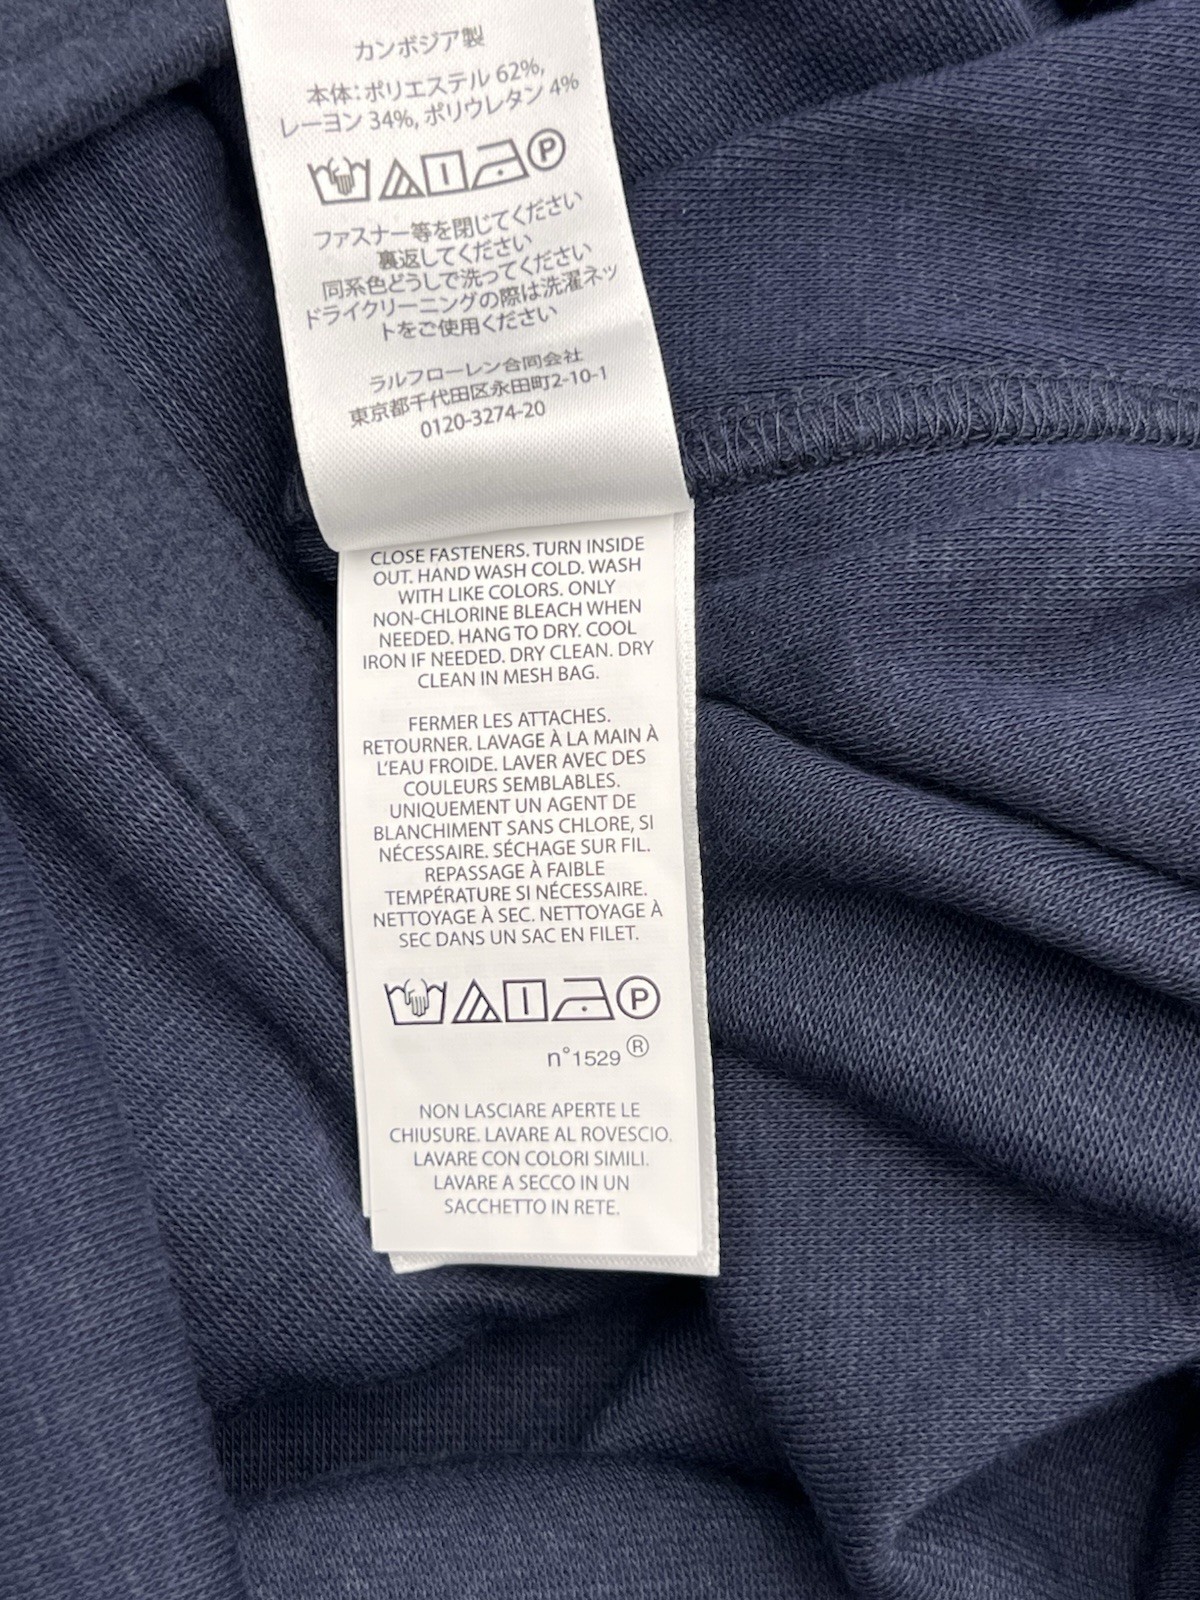 カンボジア製
本体:ポリエステル 62%,
レーヨン 34%, ポリウレタン 4%
P
ファスナー等を閉じてください
裏返してください
同系色どうしで洗ってください
ドライクリーニングの際は洗濯ネッ
トをご使用ください
ラルフローレン合同会社
東京都千代田区永田町2-10-1
0120-3274-20
CLOSE FASTENERS. TURN INSIDE
OUT. HAND WASH COLD. WASH
WITH LIKE COLORS. ONLY
NON-CHLORINE BLEACH WHEN
NEEDED. HANG TO DRY. COOL
IRON IF NEEDED. DRY CLEAN. DRY
CLEAN IN MESH BAG.
FERMER LES ATTACHES.
RETOURNER. LAVAGE À LA MAIN À
L'EAU FROIDE. LAVER AVEC DES
COULEURS SEMBLABLES.
UNIQUEMENT UN AGENT DE
BLANCHIMENT SANS CHLORE, SI
NÉCESSAIRE. SÉCHAGE SUR FIL.
REPASSAGE À FAIBLE
TEMPÉRATURE SI NÉCESSAIRE.
NETTOYAGE À SEC. NETTOYAGE À
SEC DANS UN SAC EN FILET.
P
n°1529 ®
NON LASCIARE APERTE LE
CHIUSURE. LAVARE AL ROVESCIO.
LAVARE CON COLORI SIMILI.
LAVARE A SECCO IN UN
SACCHETTO IN RETE.